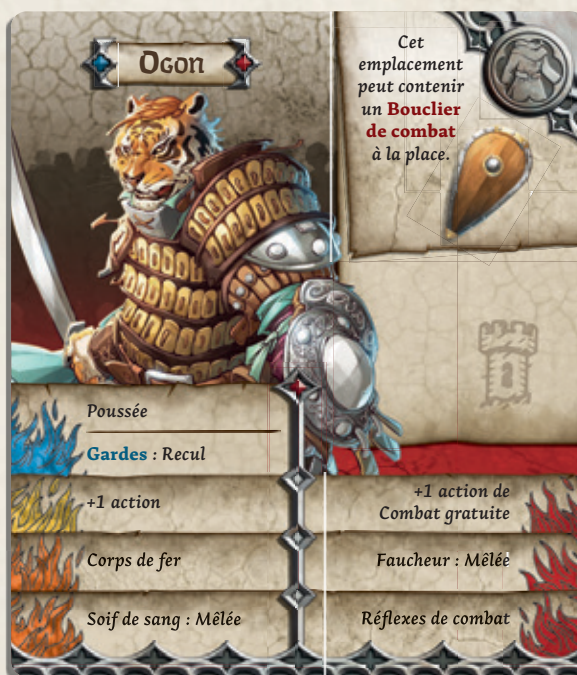 Ogon
Cet
emplacement
peut contenir
un Bouclier
de combat
à la place.
Poussée
Gardes : Recul
+1 action
Corps de fer
Soif de sang : Mêlée
+1 action de
Combat gratuite
Faucheur : Mêlée
Réflexes de combat